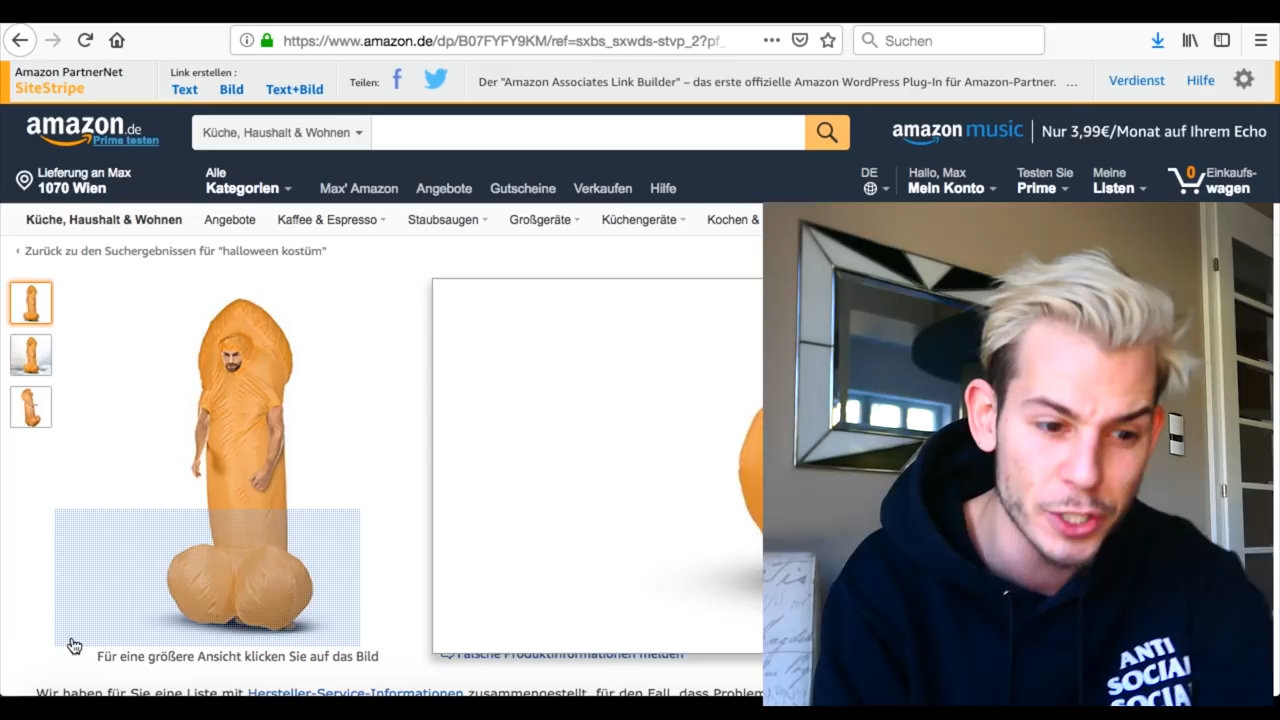 https://www.amazon.de/dp/B07FYFY9KM/ref=sxbs_sxwds-stvp_2?pf_
Suchen
Amazon PartnerNet
SiteStripe
Link erstellen :
Text Bild Text+Bild
Teilen:
Der "Amazon Associates Link Builder" – das erste offizielle Amazon WordPress Plug-In für Amazon-Partner. ...
Verdienst Hilfe
amazon.de
Prime testen
Küche, Haushalt & Wohnen
amazon music
Nur 3,99€/Monat auf Ihrem Echo
Lieferung an Max
1070 Wien
Alle
Kategorien
Max' Amazon Angebote Gutscheine Verkaufen Hilfe
DE
Hallo, Max
Mein Konto
Testen Sie
Prime
Meine
Listen
0
Einkaufs-
wagen
Küche, Haushalt & Wohnen Angebote Kaffee & Espresso Staubsaugen Großgeräte Küchengeräte Kochen &
‹ Zurück zu den Suchergebnissen für "halloween kostüm"
Für eine größere Ansicht klicken Sie auf das Bild
Falsche Produktinformationen melden
Wir haben für Sie eine Liste mit Hersteller-Service-Informationen zusammengestellt, für den Fall, dass Problem
ANTI
SOCIAL
SOCIAL